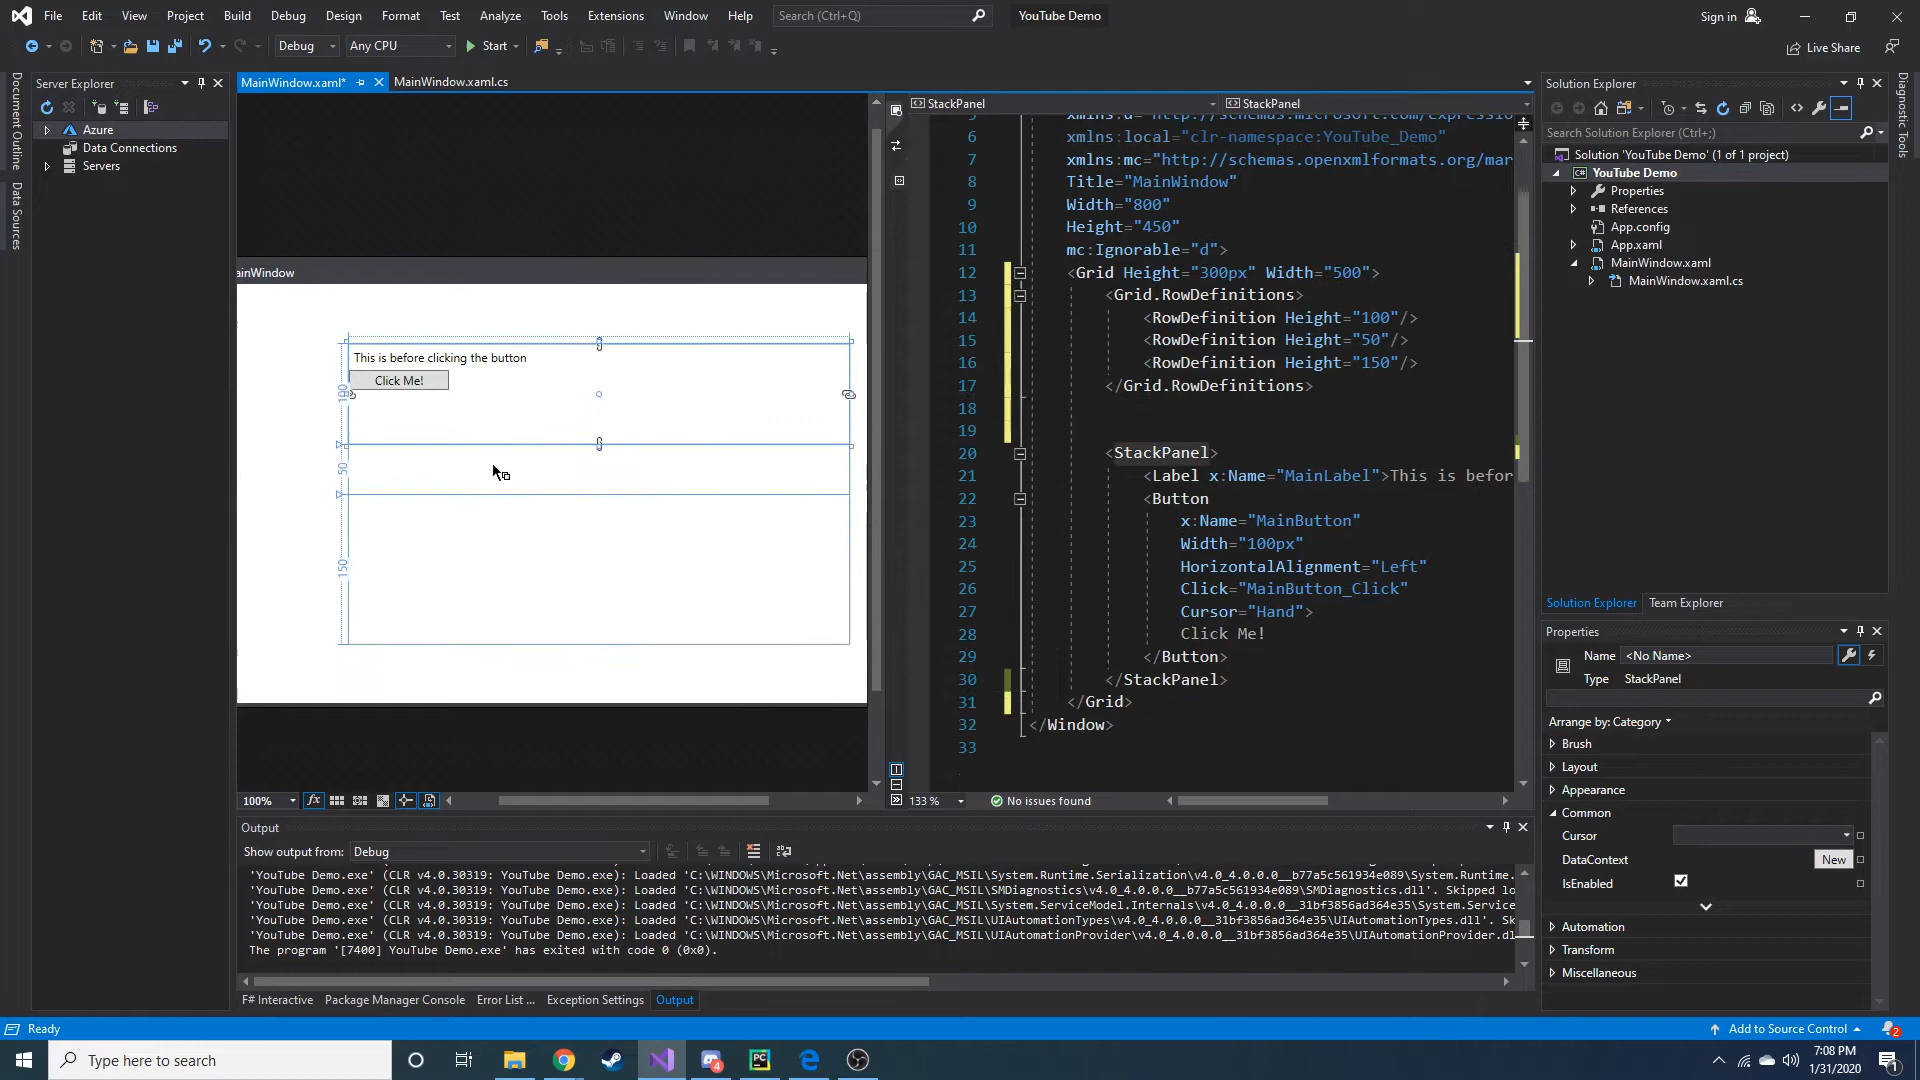 File Edit View Project Build Debug Design Format Test Analyze Tools Extensions Window Help Search (Ctrl+Q) YouTube Demo Sign in
Debug Any CPU Start Live Share
Document Outline
Data Sources
Server Explorer
Azure
Data Connections
Servers
MainWindow.xaml* MainWindow.xaml.cs
ainWindow
This is before clicking the button
Click Me!
100
50
150
100%
StackPanel StackPanel
6 xmlns:local="clr-namespace:YouTube_Demo"
7 xmlns:mc="http://schemas.openxmlformats.org/mar
8 Title="MainWindow"
9 Width="800"
10 Height="450"
11 mc:Ignorable="d">
12 <Grid Height="300px" Width="500">
13 <Grid.RowDefinitions>
14 <RowDefinition Height="100"/>
15 <RowDefinition Height="50"/>
16 <RowDefinition Height="150"/>
17 </Grid.RowDefinitions>
18
19
20 <StackPanel>
21 <Label x:Name="MainLabel">This is befor
22 <Button
23 x:Name="MainButton"
24 Width="100px"
25 HorizontalAlignment="Left"
26 Click="MainButton_Click"
27 Cursor="Hand">
28 Click Me!
29 </Button>
30 </StackPanel>
31 </Grid>
32 </Window>
33
133 % No issues found
Output
Show output from: Debug
'YouTube Demo.exe' (CLR v4.0.30319: YouTube Demo.exe): Loaded 'C:\WINDOWS\Microsoft.Net\assembly\GAC_MSIL\System.Runtime.Serialization\v4.0_4.0.0.0__b77a5c561934e089\System.Runtime.
'YouTube Demo.exe' (CLR v4.0.30319: YouTube Demo.exe): Loaded 'C:\WINDOWS\Microsoft.Net\assembly\GAC_MSIL\SMDiagnostics\v4.0_4.0.0.0__b77a5c561934e089\SMDiagnostics.dll'. Skipped lo
'YouTube Demo.exe' (CLR v4.0.30319: YouTube Demo.exe): Loaded 'C:\WINDOWS\Microsoft.Net\assembly\GAC_MSIL\System.ServiceModel.Internals\v4.0_4.0.0.0__31bf3856ad364e35\System.Service
'YouTube Demo.exe' (CLR v4.0.30319: YouTube Demo.exe): Loaded 'C:\WINDOWS\Microsoft.Net\assembly\GAC_MSIL\UIAutomationTypes\v4.0_4.0.0.0__31bf3856ad364e35\UIAutomationTypes.dll'. Sk
'YouTube Demo.exe' (CLR v4.0.30319: YouTube Demo.exe): Loaded 'C:\WINDOWS\Microsoft.Net\assembly\GAC_MSIL\UIAutomationProvider\v4.0_4.0.0.0__31bf3856ad364e35\UIAutomationProvider.dl
The program '[7400] YouTube Demo.exe' has exited with code 0 (0x0).
F# Interactive Package Manager Console Error List ... Exception Settings Output
Solution Explorer
Search Solution Explorer (Ctrl+;)
Solution 'YouTube Demo' (1 of 1 project)
YouTube Demo
Properties
References
App.config
App.xaml
MainWindow.xaml
MainWindow.xaml.cs
Solution Explorer Team Explorer
Properties
Name <No Name>
Type StackPanel
Arrange by: Category
Brush
Layout
Appearance
Common
Cursor
DataContext New
IsEnabled
Automation
Transform
Miscellaneous
Diagnostic Tools
Ready Add to Source Control 2
Type here to search 4 PC 7:08 PM
1/31/2020 1